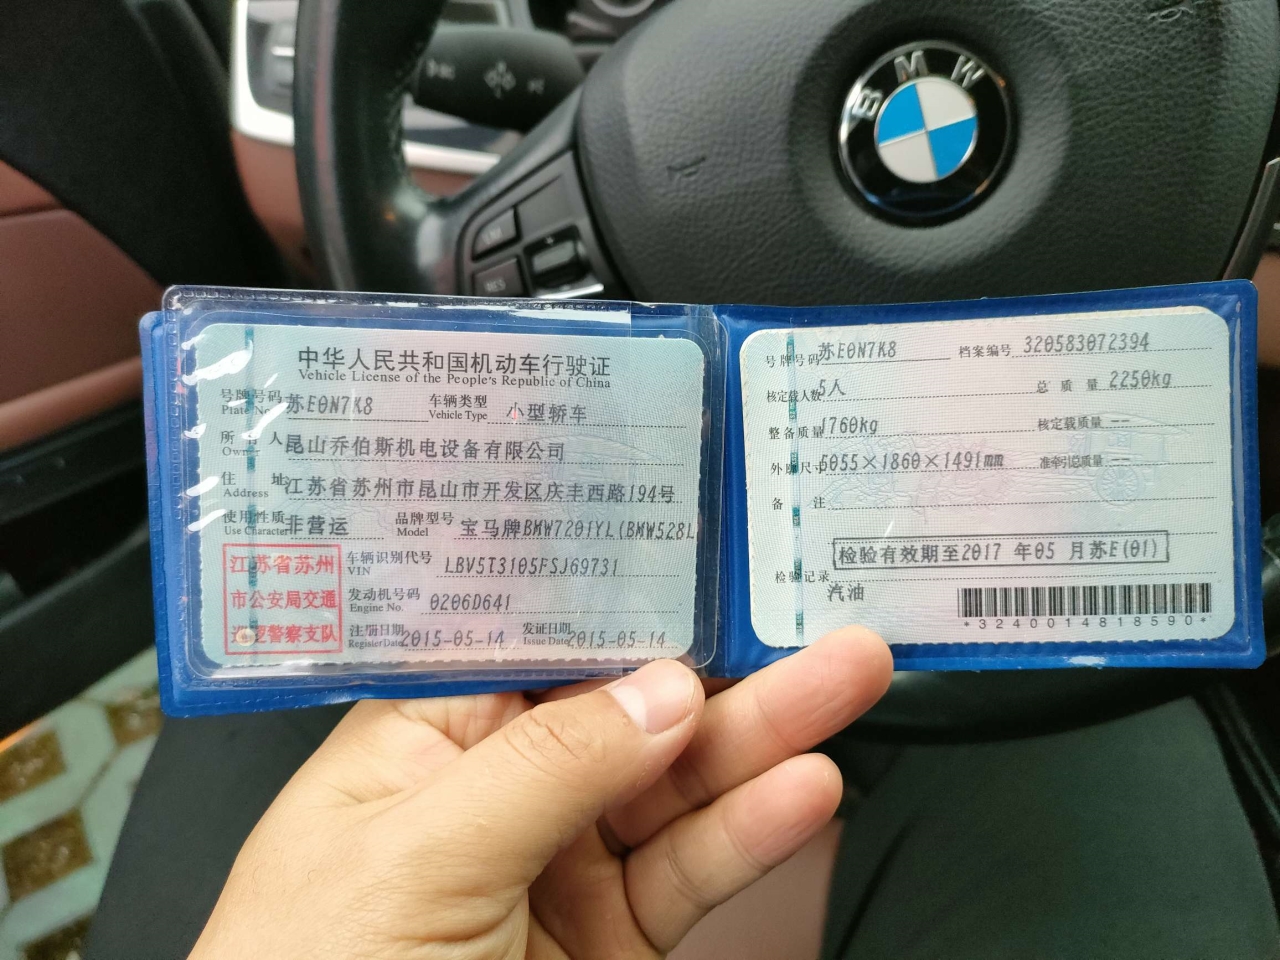 BMW
RES
中华人民共和国机动车行驶证
Vehicle License of the People's Republic of China
号牌号码 苏E0N7K8 车辆类型 小型轿车
Plate No. Vehicle Type
所有人 昆山乔伯斯机电设备有限公司
Owner
住址 江苏省苏州市昆山市开发区庆丰西路194号
Address
使用性质 非营运 品牌型号 宝马牌BMW7201YL(BMW528L
Use Character Model
江苏省苏州
市公安局交通
巡逻警察支队
车辆识别代号 LBV5T3105FSJ69731
VIN
发动机号码 0206D641
Engine No.
注册日期 2015-05-14 发证日期 2015-05-14
Register Date Issue Date
号牌号码 苏E0N7K8 档案编号 320583072394
核定载人数 5人 总质量 2250kg
整备质量 1760kg 核定载质量 --
外廓尺寸 5055×1860×1491mm 准牵引总质量 --
备注
检验有效期至2017年05月苏E(01)
检验记录
汽油
*3240014818590*